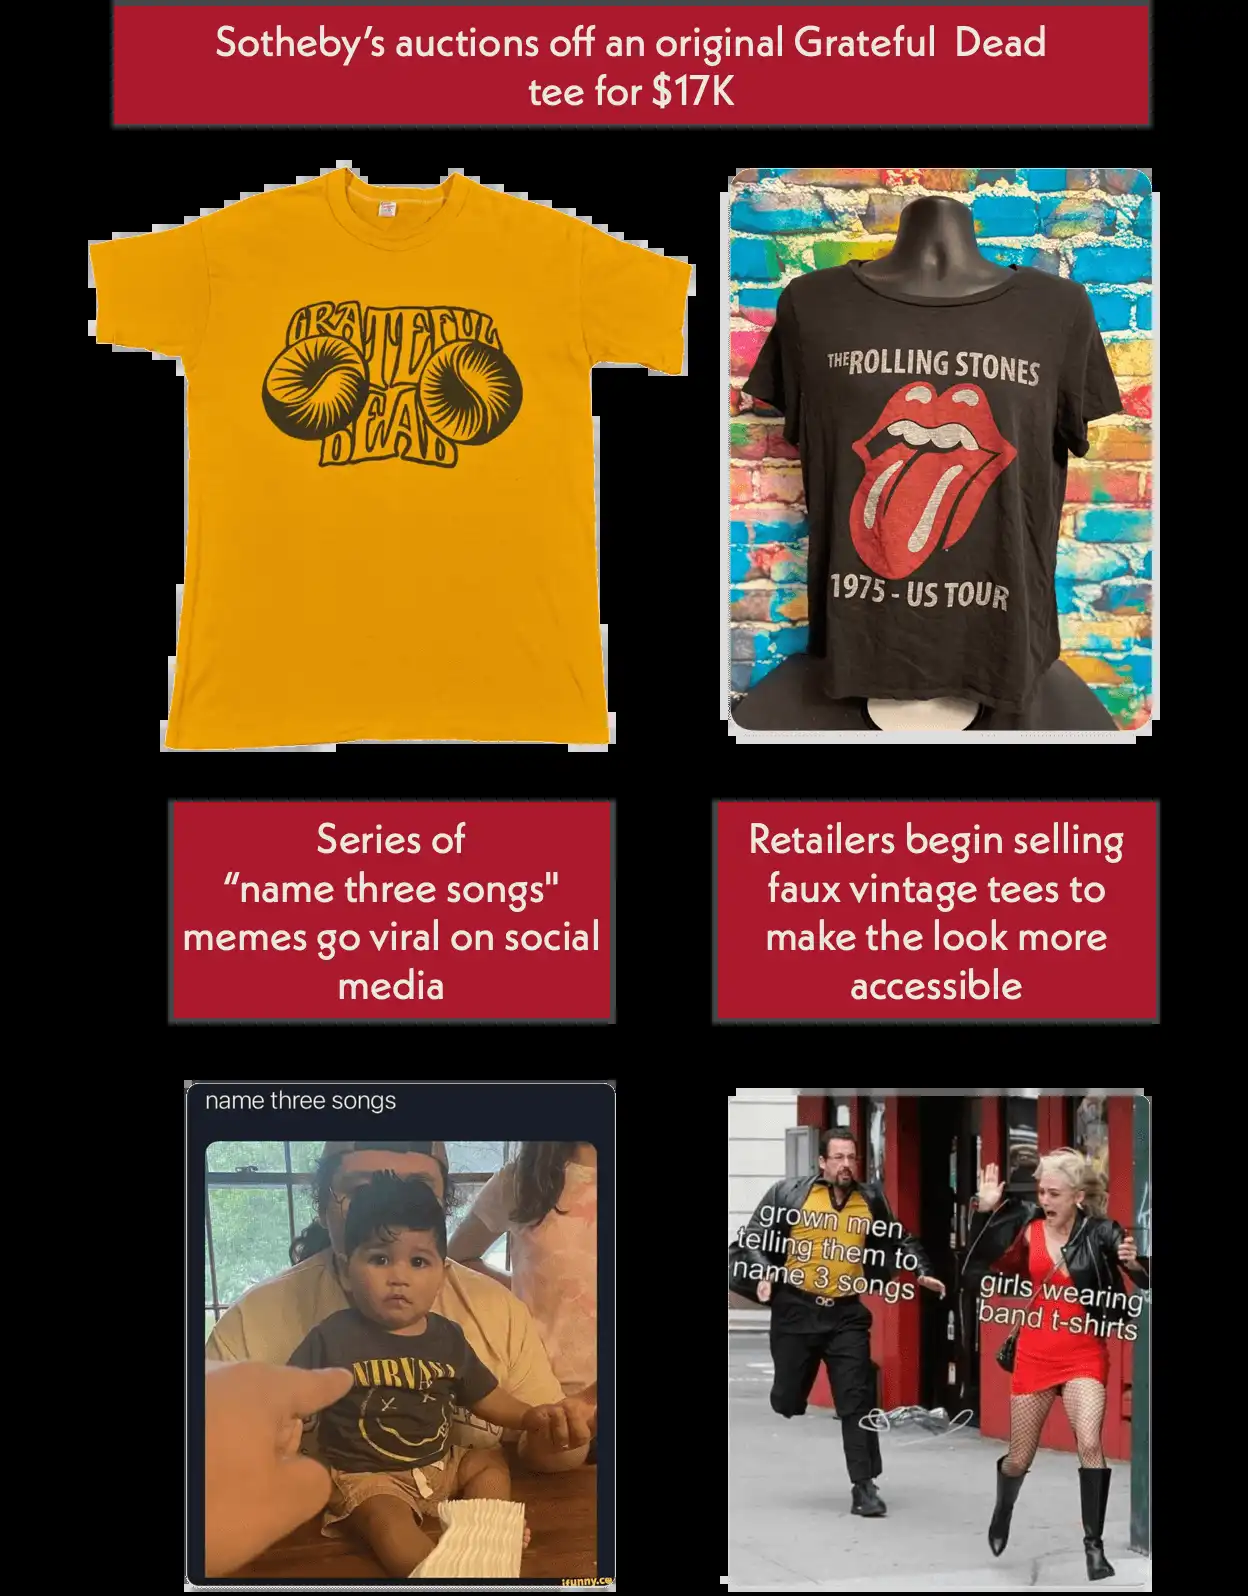 Sotheby's auctions off an original Grateful Dead
tee for $17K
GRATEFUL
DEAD
THE ROLLING STONES
1975 - US TOUR
Series of
“name three songs"
memes go viral on social
media
Retailers begin selling
faux vintage tees to
make the look more
accessible
name three songs
NIRVANA
ifunny.co
grown men
telling them to
name 3 songs
girls wearing
band t-shirts